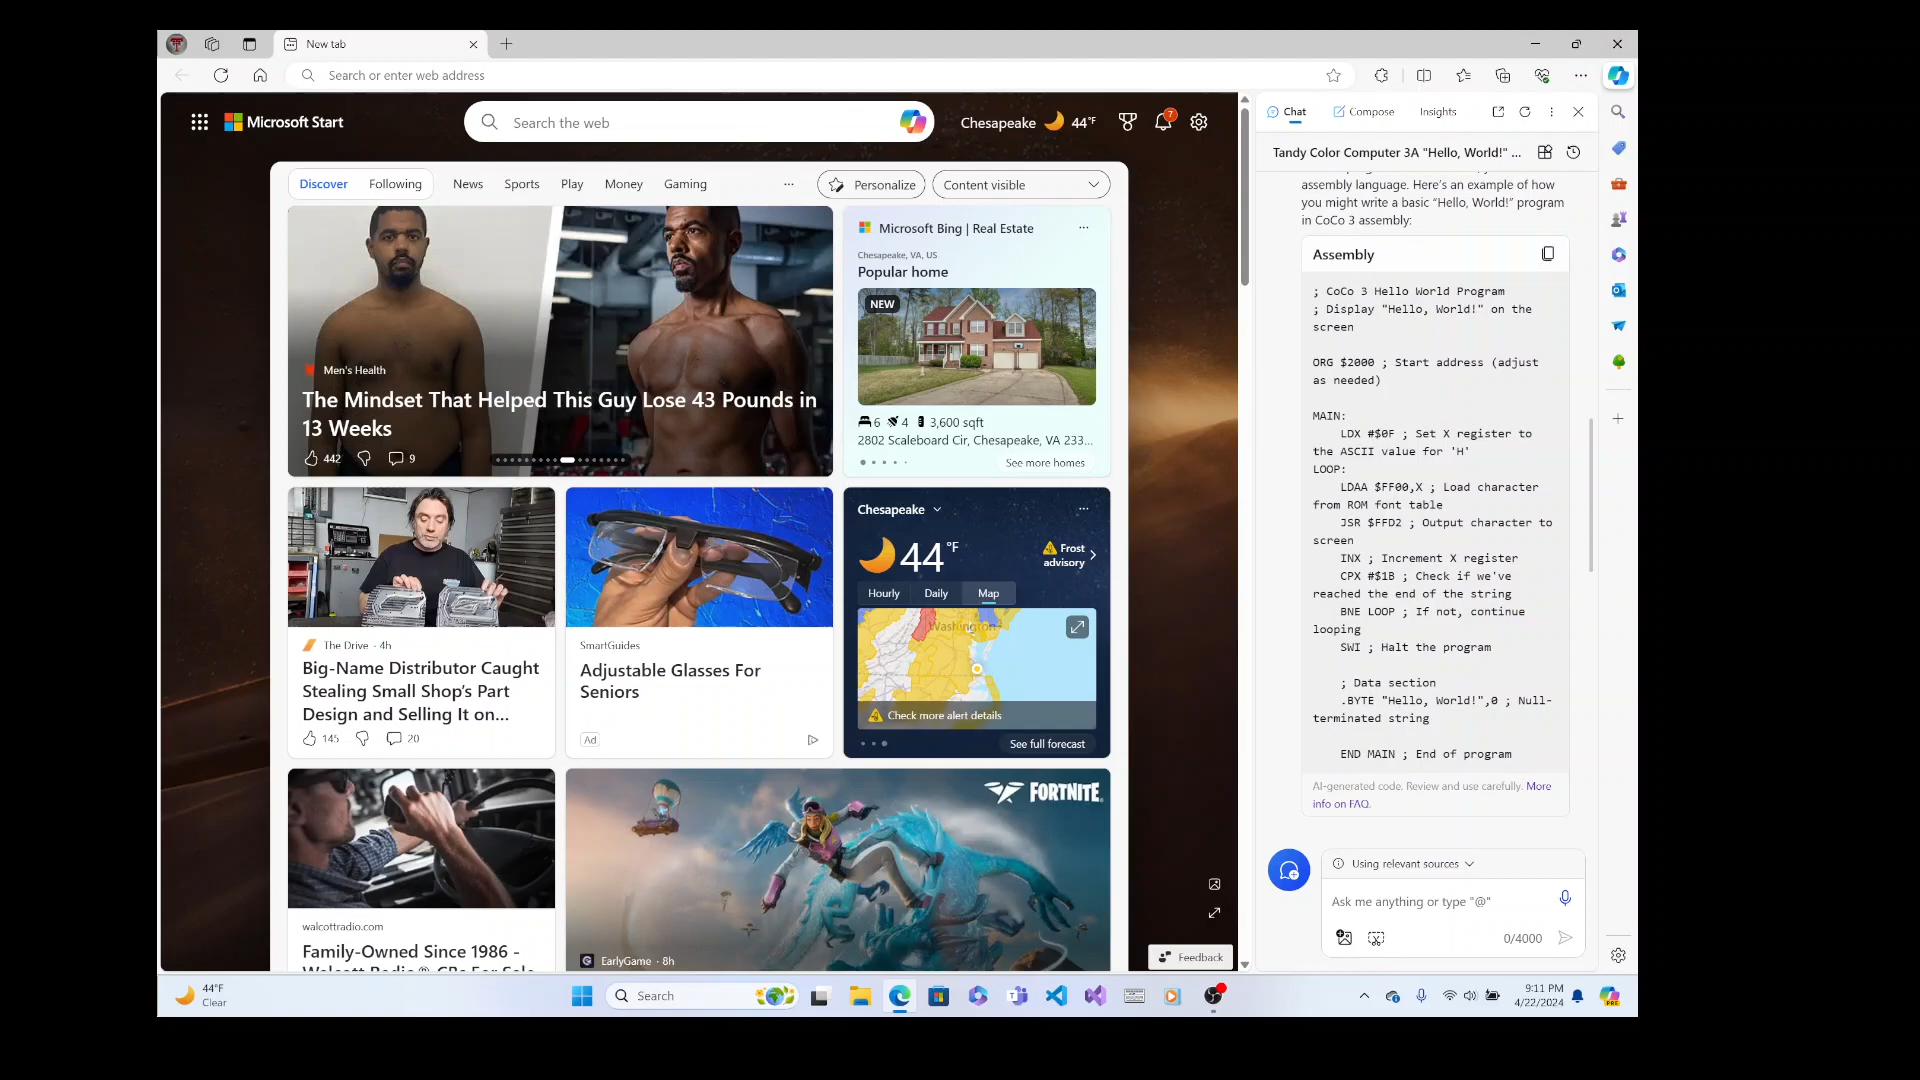 New tab
Search or enter web address
Microsoft Start
Search the web
Chesapeake 44°F
7
Discover Following News Sports Play Money Gaming ... Personalize Content visible
Men's Health
The Mindset That Helped This Guy Lose 43 Pounds in
13 Weeks
442 9
Microsoft Bing | Real Estate ...
Chesapeake, VA, US
Popular home
NEW
6 4 3,600 sqft
2802 Scaleboard Cir, Chesapeake, VA 233...
See more homes
The Drive · 4h
Big-Name Distributor Caught
Stealing Small Shop's Part
Design and Selling It on...
145 20
SmartGuides
Adjustable Glasses For
Seniors
Ad
Chesapeake
44°F
Frost
advisory
Hourly Daily Map
Washington
Check more alert details
See full forecast
walcottradio.com
Family-Owned Since 1986 -
Walcott Radio® CBs For Sale
FORTNITE
EarlyGame · 8h
Feedback
Chat Compose Insights
Tandy Color Computer 3A "Hello, World!" ...
assembly language. Here's an example of how
you might write a basic “Hello, World!” program
in CoCo 3 assembly:
Assembly
; CoCo 3 Hello World Program
; Display "Hello, World!" on the
screen
ORG $2000 ; Start address (adjust
as needed)
MAIN:
LDX #$0F ; Set X register to
the ASCII value for 'H'
LOOP:
LDAA $FF00,X ; Load character
from ROM font table
JSR $FFD2 ; Output character to
screen
INX ; Increment X register
CPX #$1B ; Check if we've
reached the end of the string
BNE LOOP ; If not, continue
looping
SWI ; Halt the program
; Data section
.BYTE "Hello, World!",0 ; Null-
terminated string
END MAIN ; End of program
AI-generated code. Review and use carefully. More
info on FAQ.
Using relevant sources
Ask me anything or type "@"
0/4000
44°F
Clear
Search
9:11 PM
4/22/2024
PRE